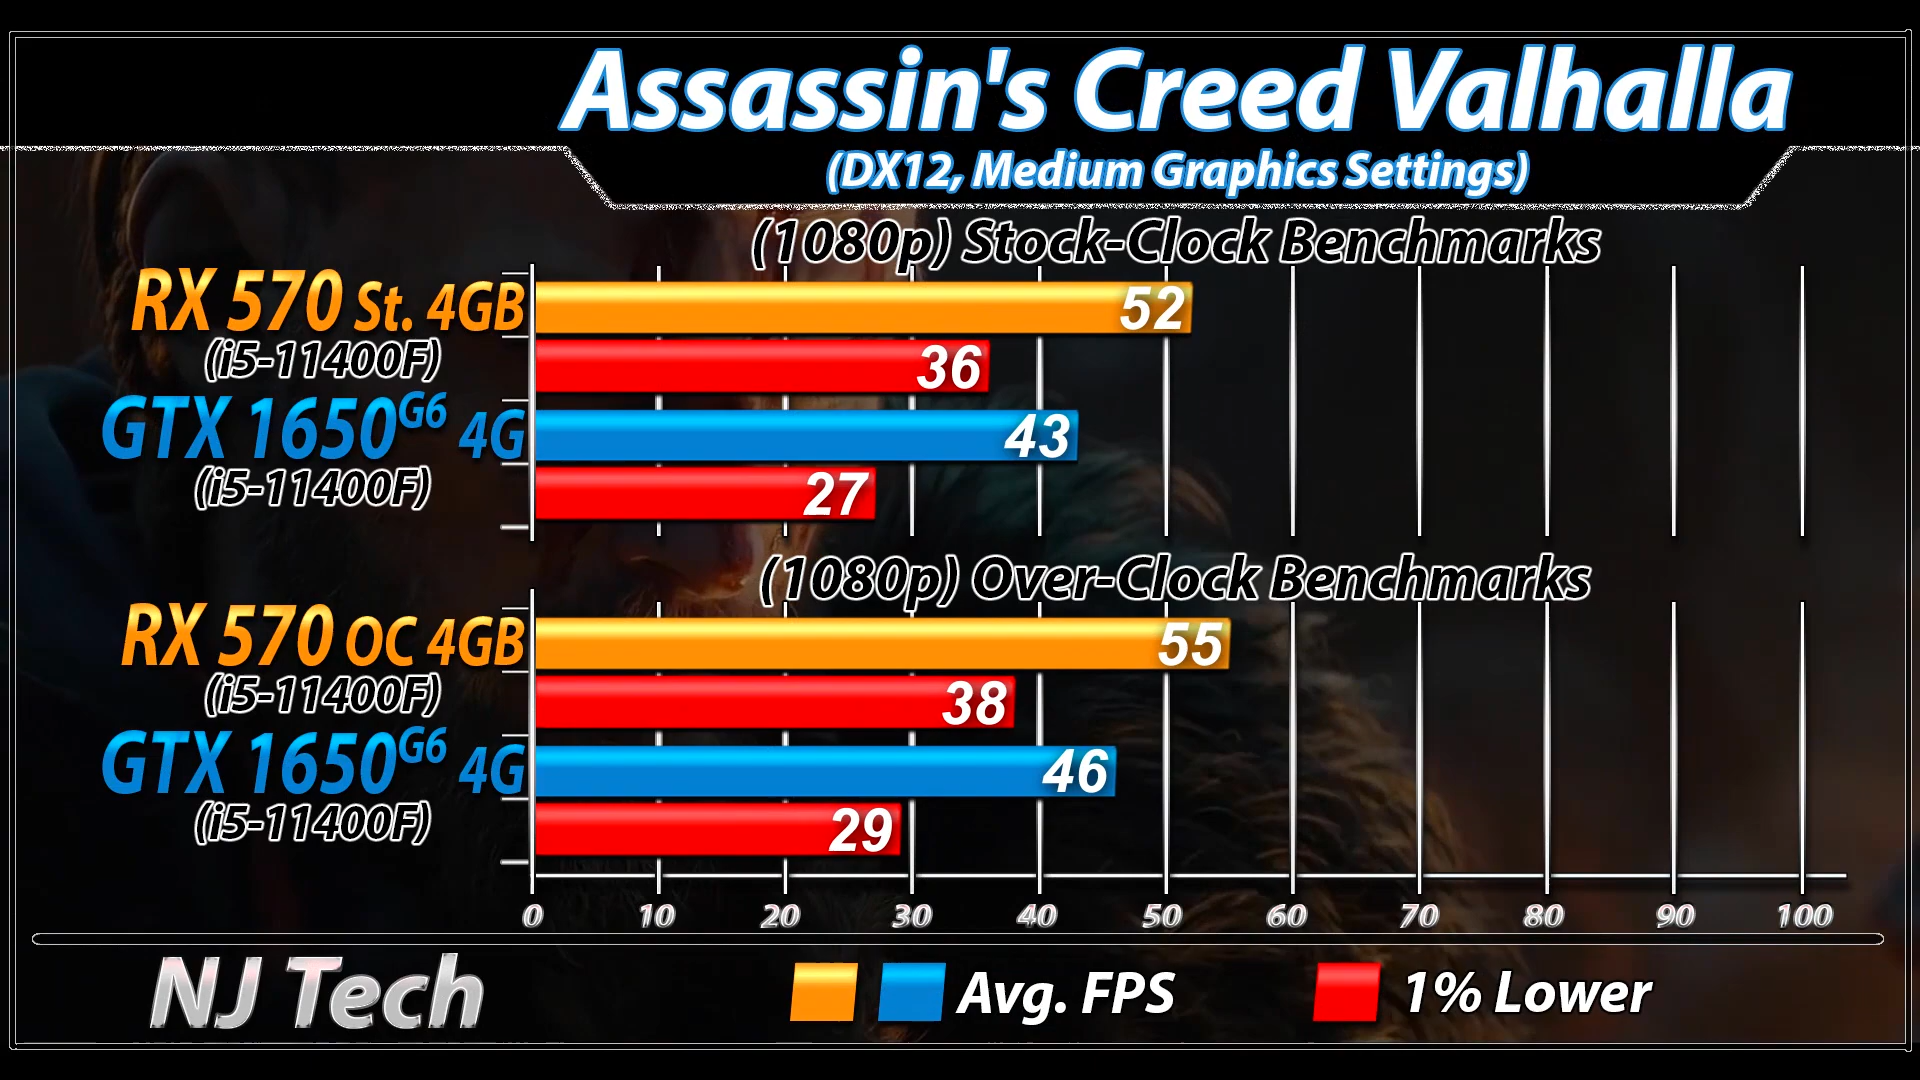 Assassin's Creed Valhalla
(DX12, Medium Graphics Settings)
(1080p) Stock-Clock Benchmarks
RX 570 St. 4GB
52
(i5-11400F)
36
GTX 1650G6 4G
43
(i5-11400F)
27
(1080p) Over-Clock Benchmarks
RX 570 OC 4GB
55
(i5-11400F)
38
GTX 1650G6 4G
46
(i5-11400F)
29
0 10 20 30 40 50 60 70 80 90 100
NJ Tech
Avg. FPS
1% Lower